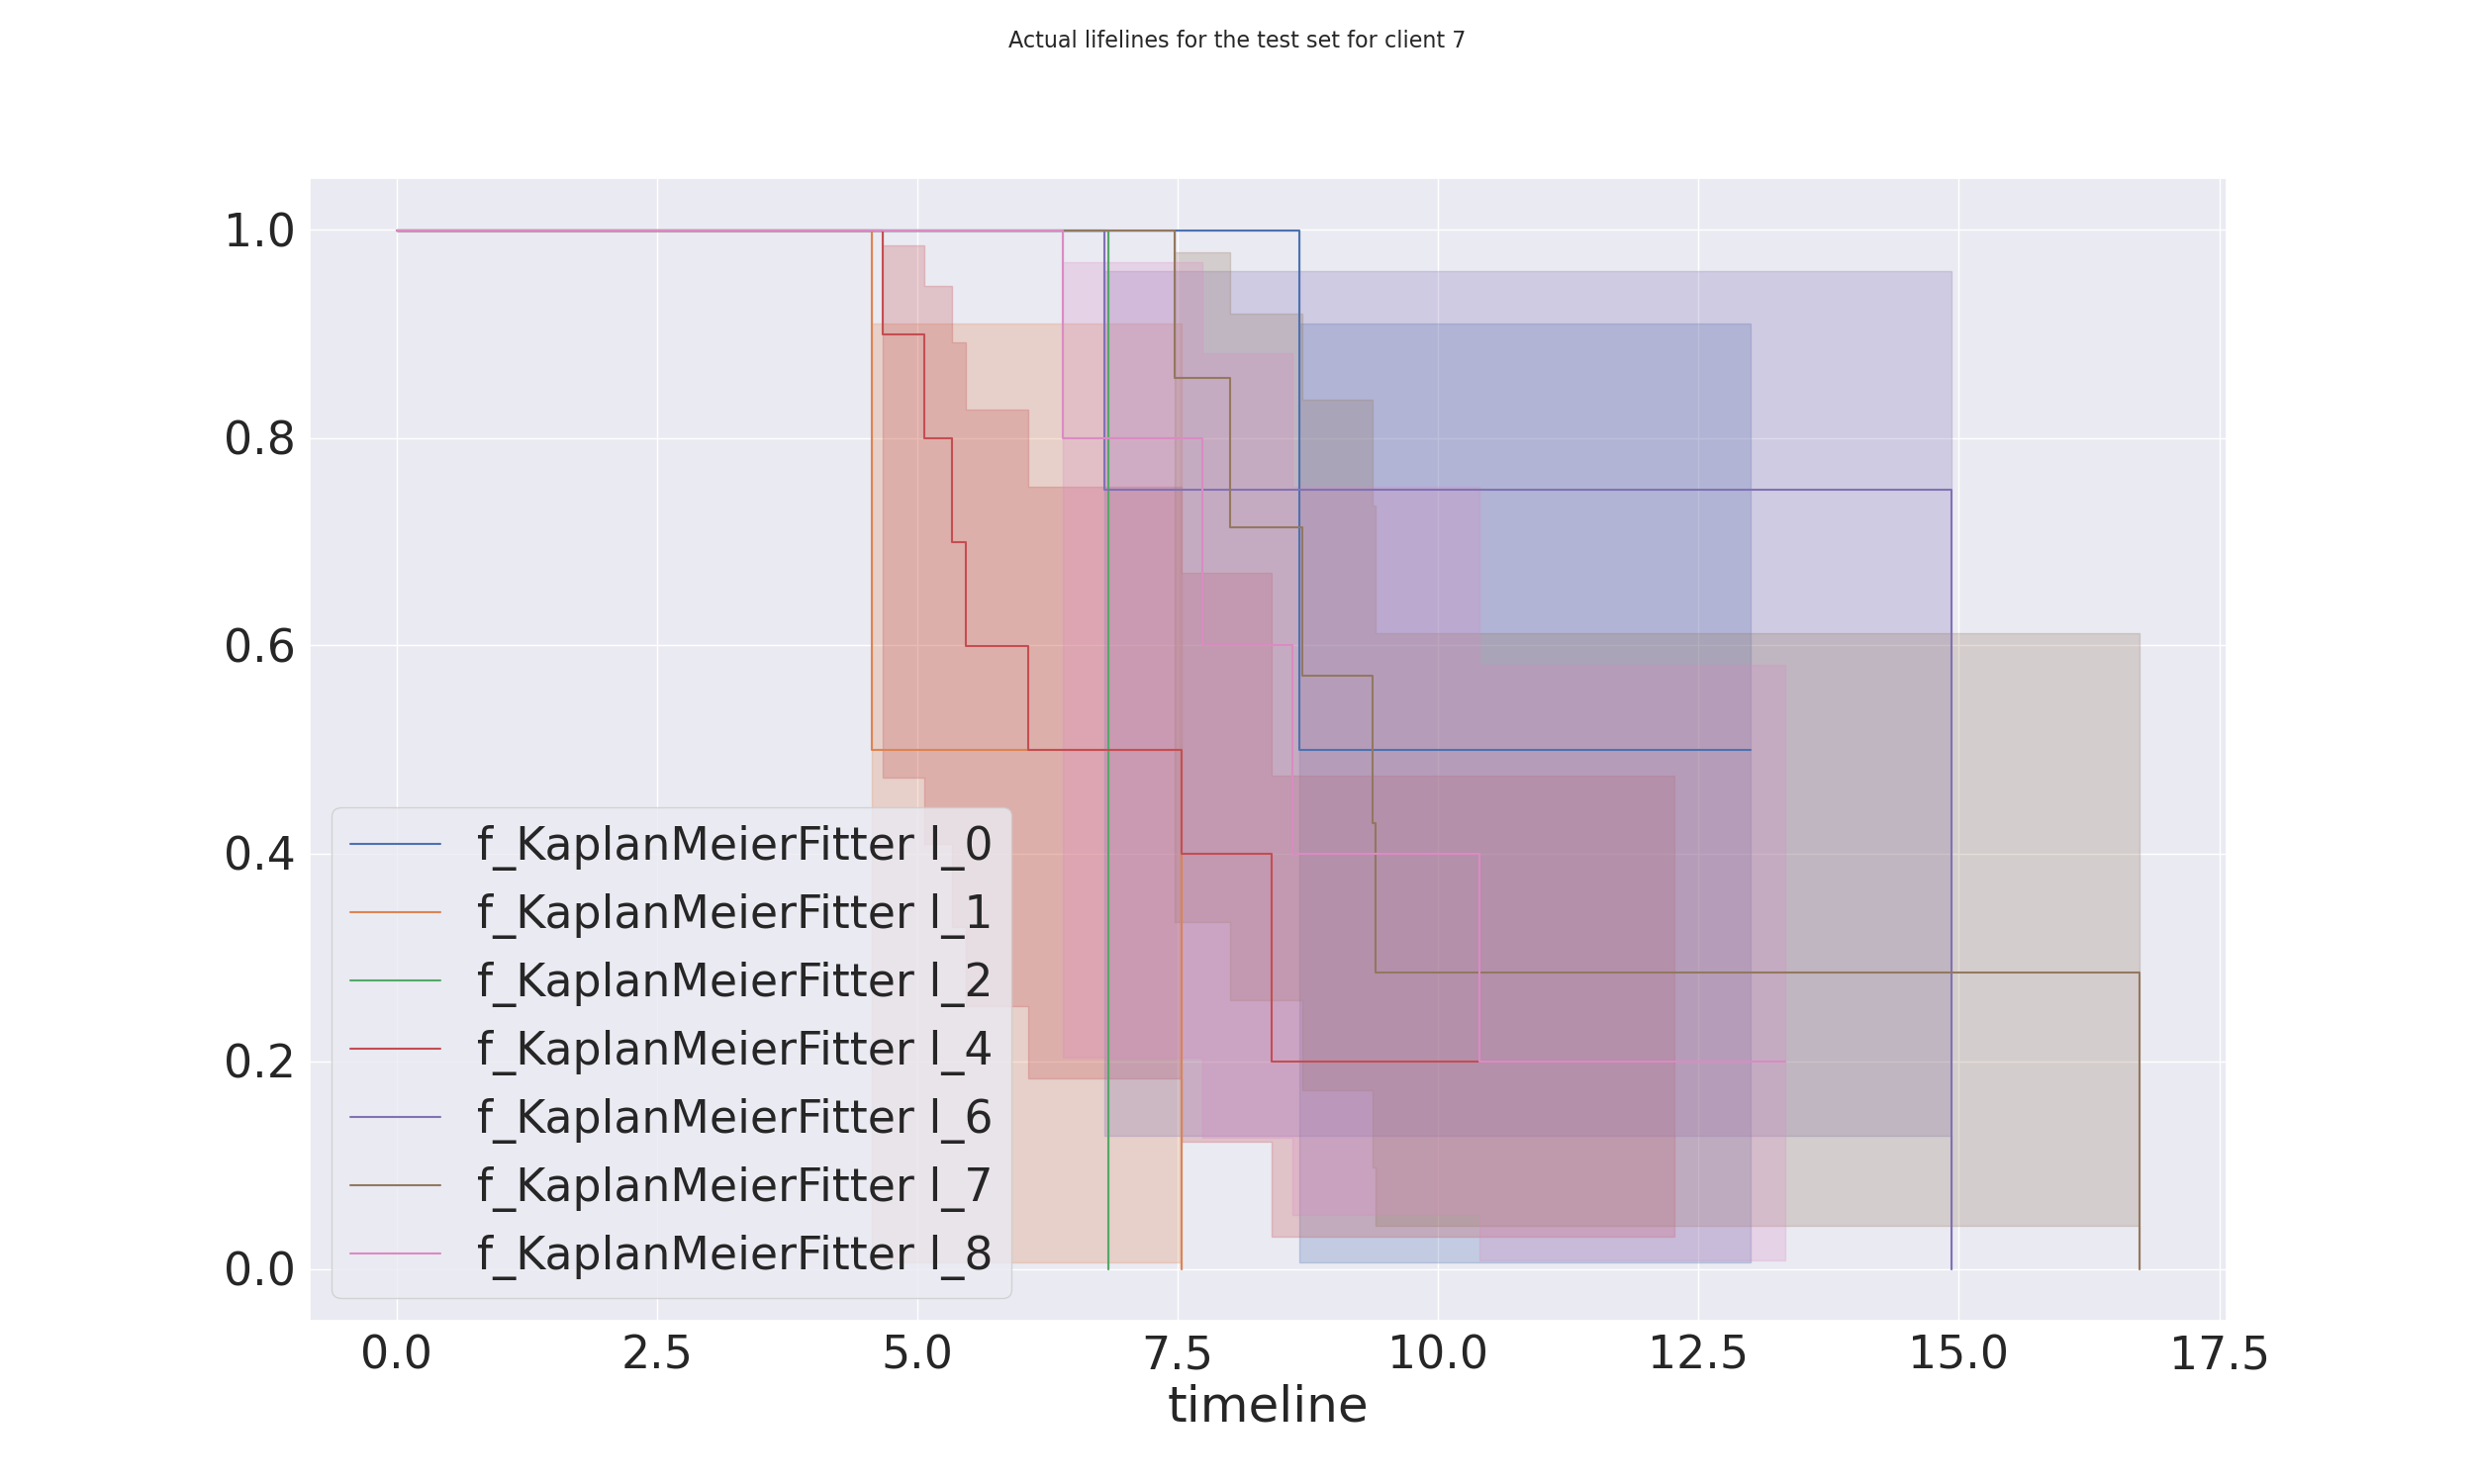 Actual lifelines for the test set for client 7
1.0
0.8
0.6
0.4
0.2
0.0
f_KaplanMeierFitter l_0
f_KaplanMeierFitter l_1
f_KaplanMeierFitter l_2
f_KaplanMeierFitter l_4
f_KaplanMeierFitter l_6
f_KaplanMeierFitter l_7
f_KaplanMeierFitter l_8
0.0 2.5 5.0 7.5 10.0 12.5 15.0 17.5
timeline